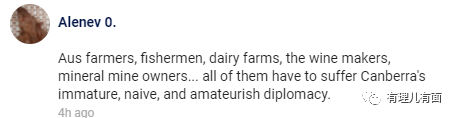 Alenev O.
Aus farmers, fishermen, dairy farms, the wine makers,
mineral mine owners... all of them have to suffer Canberra's
immature, naive, and amateurish diplomacy.
有理儿有面
4h ago